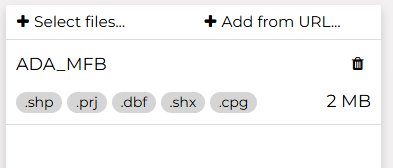 + Select files... + Add from URL...
ADA_MFB
.shp .prj .dbf .shx .cpg 2 MB